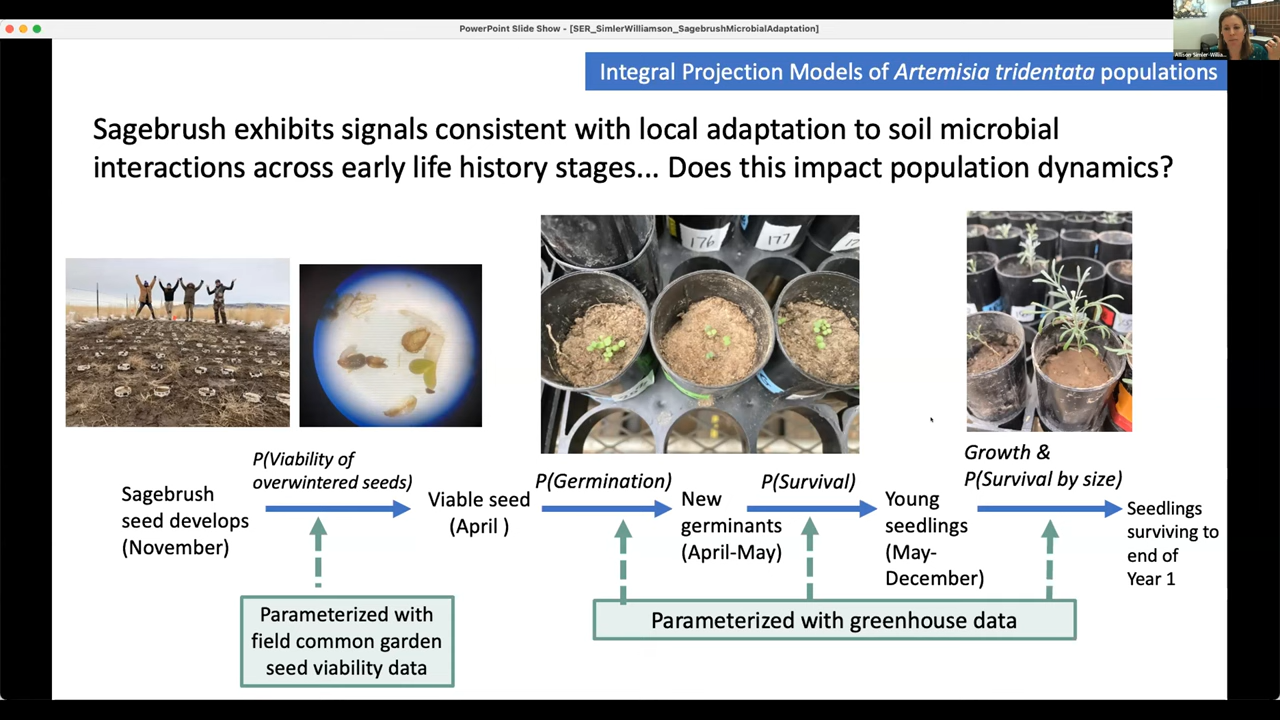 PowerPoint Slide Show - [SER_SimlerWilliamson_SagebrushMicrobialAdaptation]
Allison Simler-Willia...
Integral Projection Models of Artemisia tridentata populations
Sagebrush exhibits signals consistent with local adaptation to soil microbial
interactions across early life history stages... Does this impact population dynamics?
176
177
P(Viability of
overwintered seeds)
Sagebrush
seed develops
(November)
Viable seed
(April )
P(Germination)
New
germinants
(April-May)
P(Survival)
Young
seedlings
(May-
December)
Growth &
P(Survival by size)
Seedlings
surviving to
end of
Year 1
Parameterized with
field common garden
seed viability data
Parameterized with greenhouse data